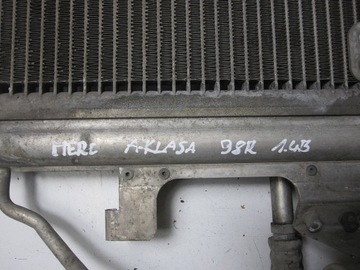 MERC A-KLASA 98R 1.4B